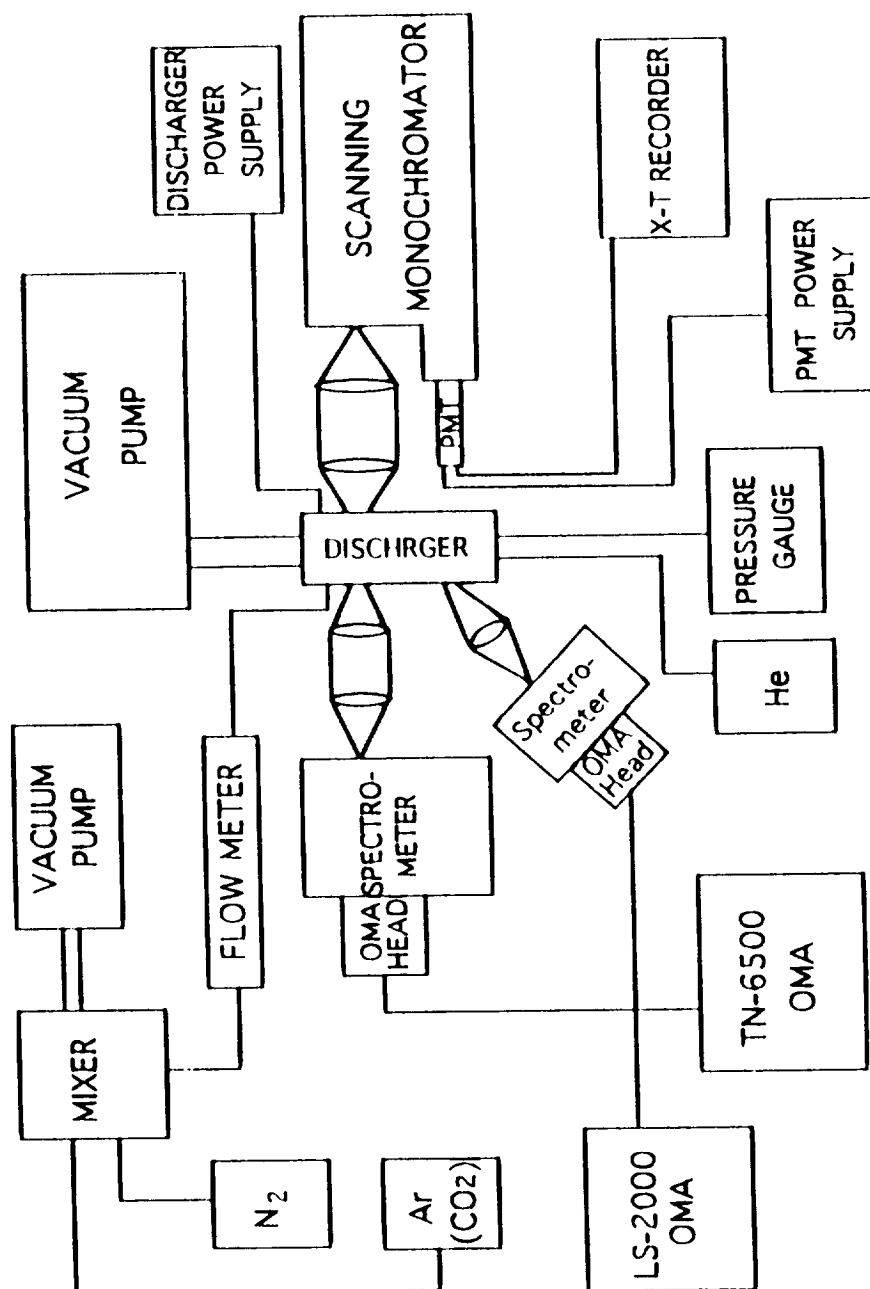 MIXER
VACUUM
PUMP
VACUUM
PUMP
DISCHARGER
POWER
SUPPLY
N2
FLOW METER
SCANNING
MONOCHROMATOR
DISCHRGER
Ar
(CO2)
OMA
HEAD
SPECTRO-
METER
PMT
Spectro-
meter
OMA
Head
X-T RECORDER
LS-2000
OMA
TN-6500
OMA
He
PRESSURE
GAUGE
PMT POWER
SUPPLY